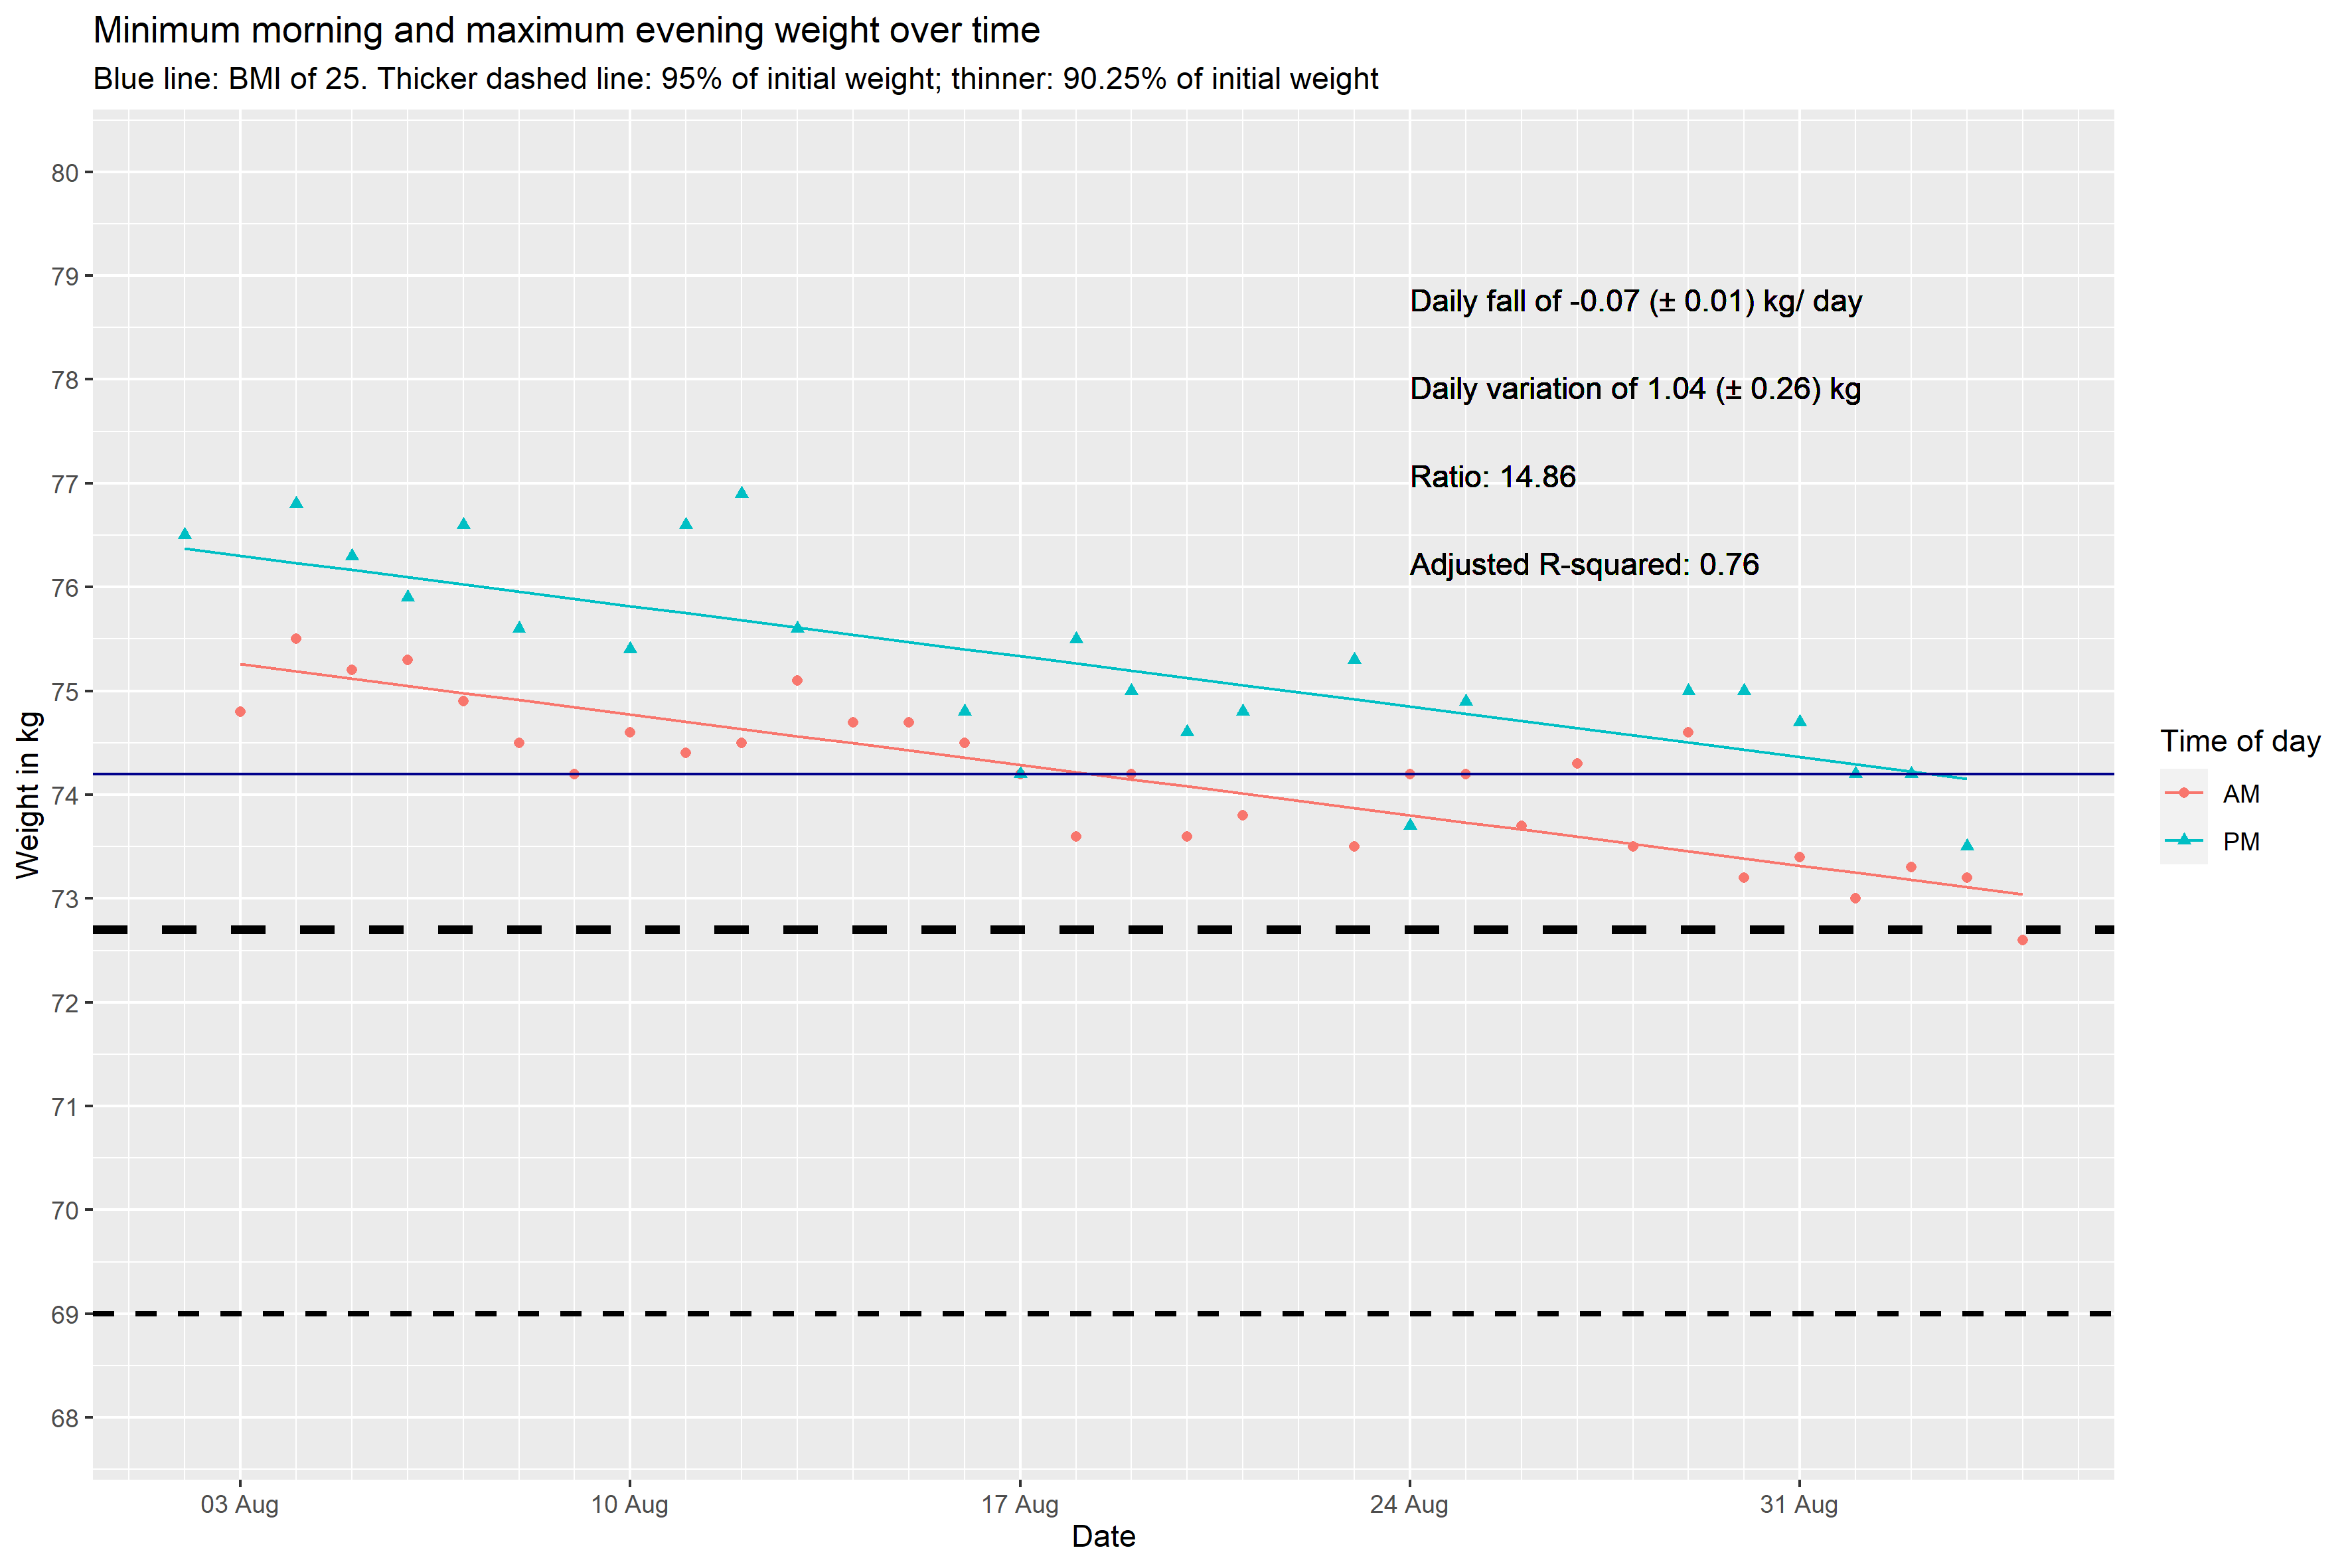 Minimum morning and maximum evening weight over time
Blue line: BMI of 25. Thicker dashed line: 95% of initial weight; thinner: 90.25% of initial weight
80
79
78
77
76
75
74
73
72
71
70
69
68
Weight in kg
Daily fall of -0.07 (± 0.01) kg/ day
Daily variation of 1.04 (± 0.26) kg
Ratio: 14.86
Adjusted R-squared: 0.76
Time of day
AM
PM
03 Aug
10 Aug
17 Aug
24 Aug
31 Aug
Date